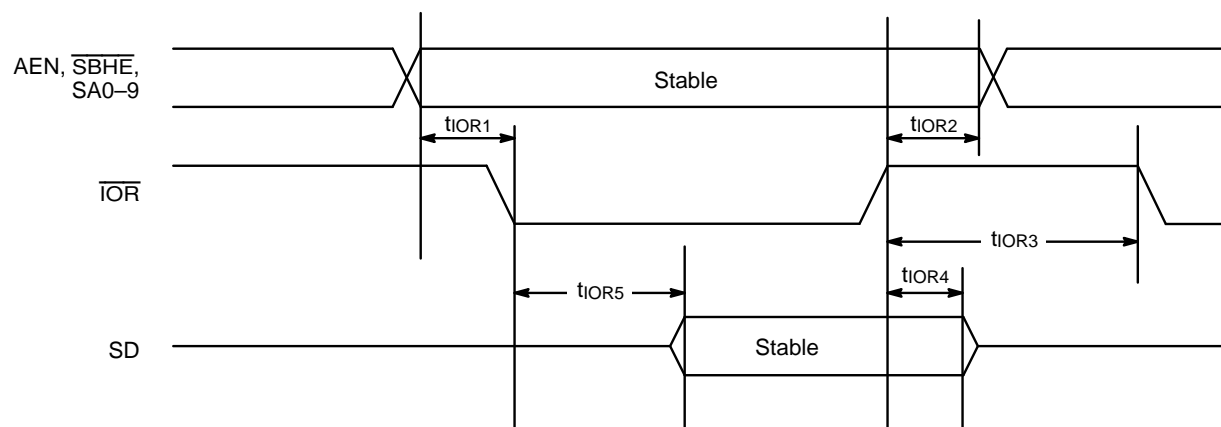 AEN, SBHE,
SA0–9
Stable
tIOR1
tIOR2
IOR
tIOR3
tIOR4
tIOR5
SD
Stable